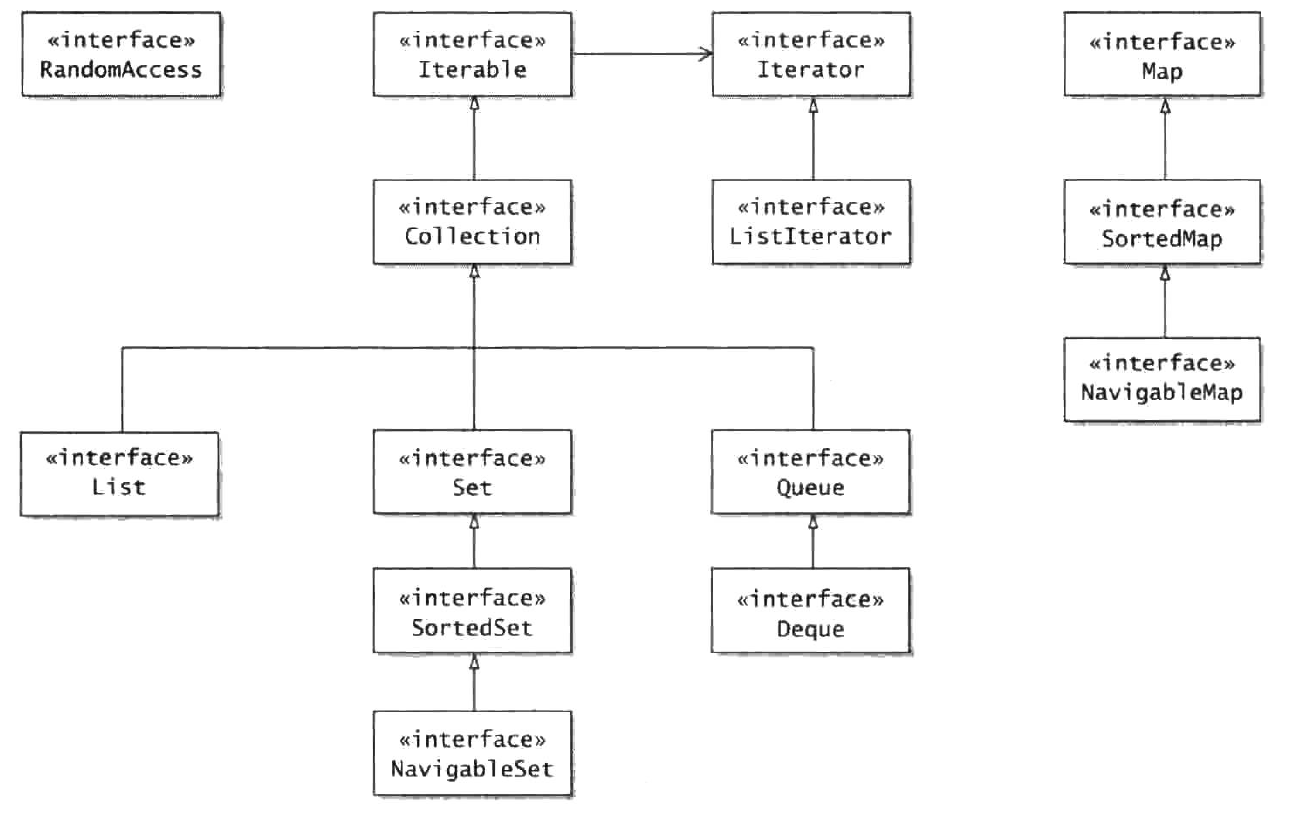 «interface»
RandomAccess
«interface»
Iterable
«interface»
Iterator
«interface»
Map
«interface»
Collection
«interface»
ListIterator
«interface»
SortedMap
«interface»
NavigableMap
«interface»
List
«interface»
Set
«interface»
Queue
«interface»
SortedSet
«interface»
Deque
«interface»
NavigableSet